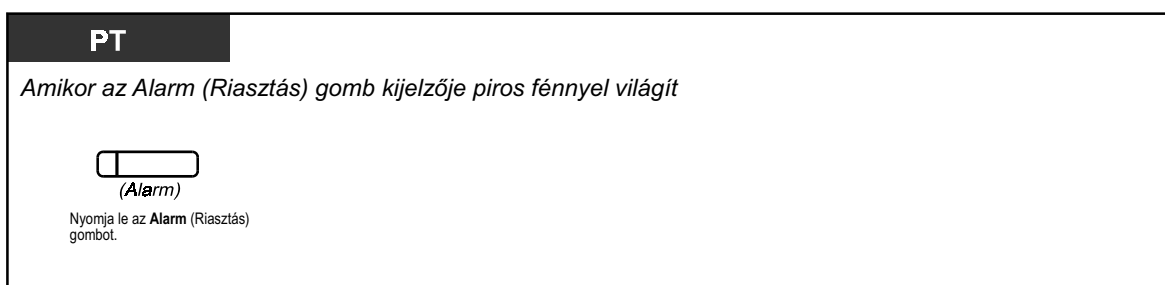 PT
Amikor az Alarm (Riasztás) gomb kijelzője piros fénnyel világít
(Alarm)
Nyomja le az Alarm (Riasztás)
gombot.